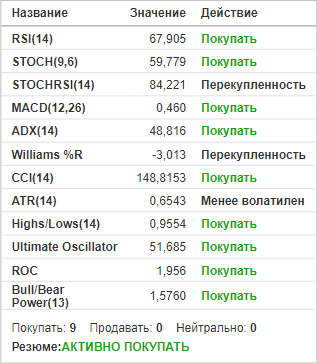 Название Значение Действие
RSI(14) 67,905 Покупать
STOCH(9,6) 59,779 Покупать
STOCHRSI(14) 84,221 Перекупленность
MACD(12,26) 0,460 Покупать
ADX(14) 48,816 Покупать
Williams %R -3,013 Перекупленность
CCI(14) 148,8153 Покупать
ATR(14) 0,6543 Менее волатилен
Highs/Lows(14) 0,9554 Покупать
Ultimate Oscillator 51,685 Покупать
ROC 1,956 Покупать
Bull/Bear
Power(13) 1,5760 Покупать
Покупать: 9 Продавать: 0 Нейтрально: 0
Резюме:АКТИВНО ПОКУПАТЬ